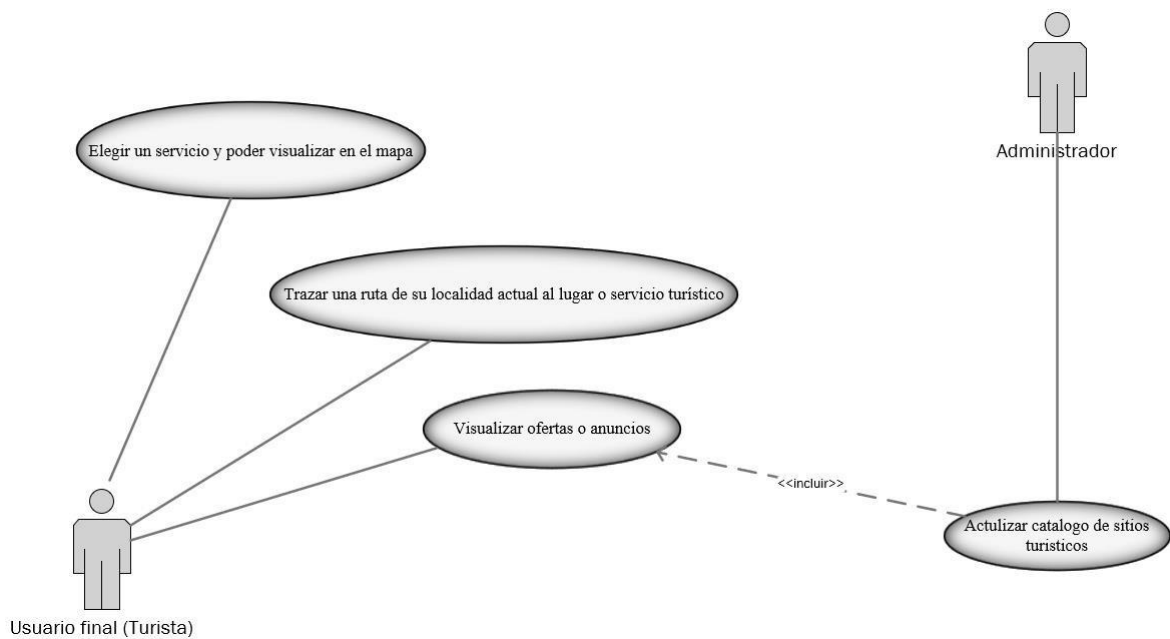 Administrador
Elegir un servicio y poder visualizar en el mapa
Trazar una ruta de su localidad actual al lugar o servicio turístico
Visualizar ofertas o anuncios
<<incluir>>
Actulizar catalogo de sitios
turisticos
Usuario final (Turista)